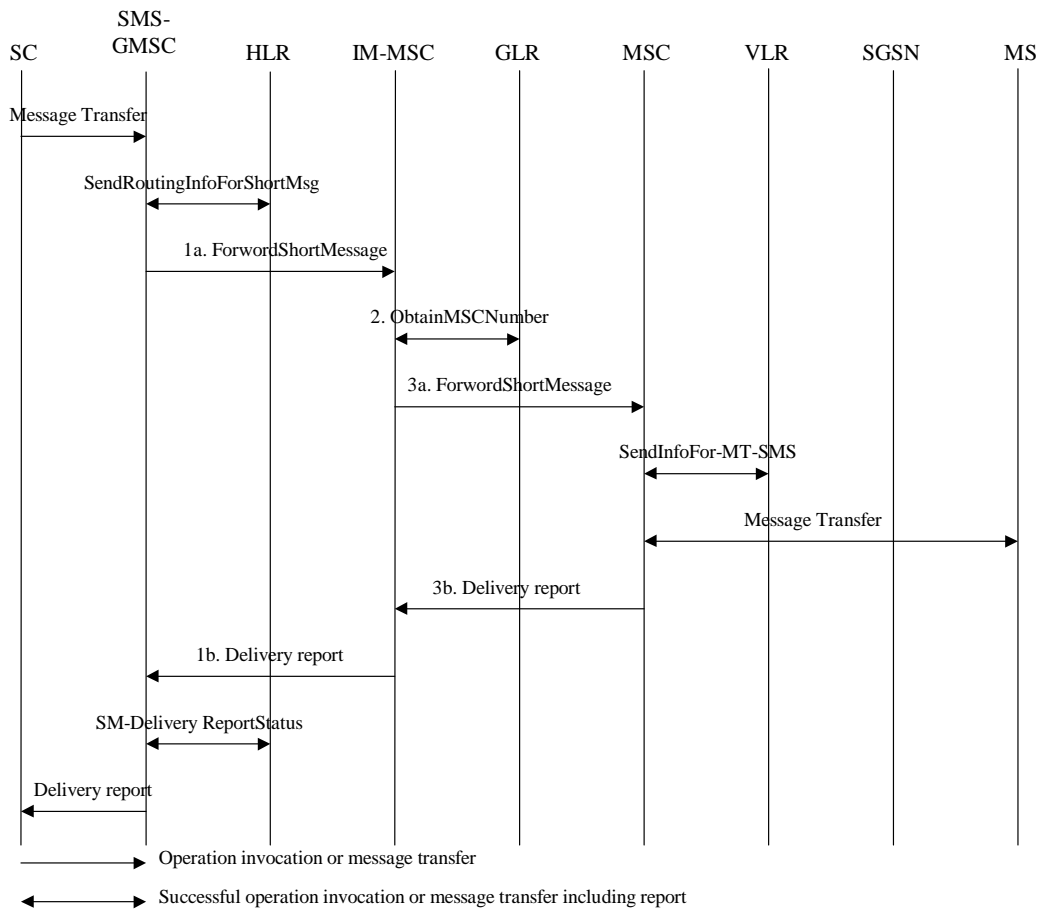 SMS-
GMSC
SC HLR IM-MSC GLR MSC VLR SGSN MS
Message Transfer
SendRoutingInfoForShortMsg
1a. ForwordShortMessage
2. ObtainMSCNumber
3a. ForwordShortMessage
SendInfoFor-MT-SMS
Message Transfer
3b. Delivery report
1b. Delivery report
SM-Delivery ReportStatus
Delivery report
Operation invocation or message transfer
Successful operation invocation or message transfer including report